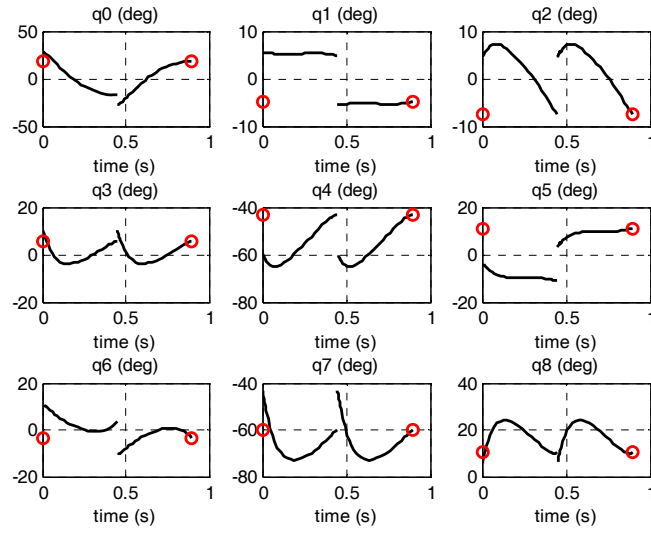 q0 (deg) q1 (deg) q2 (deg)
50 10 10
0 0 0
-50 -10 -10
0 0.5 1 0 0.5 1 0 0.5 1
time (s) time (s) time (s)
q3 (deg) q4 (deg) q5 (deg)
20 -40 20
0 -60 0
-20 -80 -20
0 0.5 1 0 0.5 1 0 0.5 1
time (s) time (s) time (s)
q6 (deg) q7 (deg) q8 (deg)
20 -40 40
0 -60 20
-20 -80 0
0 0.5 1 0 0.5 1 0 0.5 1
time (s) time (s) time (s)